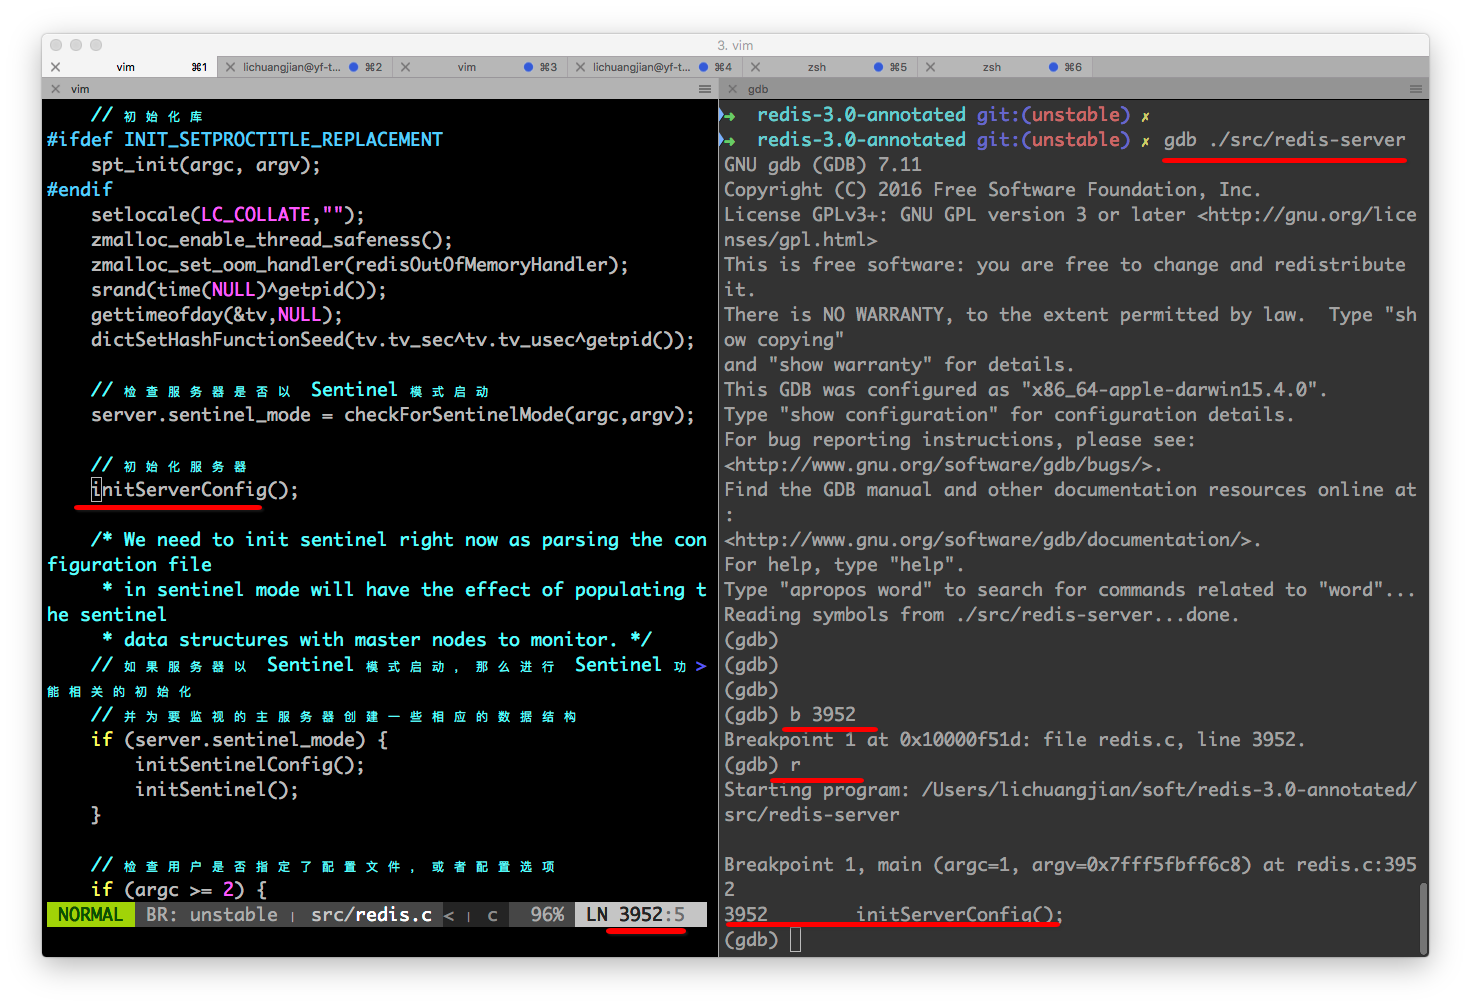 3. vim
vim ⌘1 lichuangjian@yf-t... ⌘2 vim ⌘3 lichuangjian@yf-t... ⌘4 zsh ⌘5 zsh ⌘6
vim
// 初始化库
#ifdef INIT_SETPROCTITLE_REPLACEMENT
spt_init(argc, argv);
#endif
setlocale(LC_COLLATE,"");
zmalloc_enable_thread_safeness();
zmalloc_set_oom_handler(redisOutOfMemoryHandler);
srand(time(NULL)^getpid());
gettimeofday(&tv,NULL);
dictSetHashFunctionSeed(tv.tv_sec^tv.tv_usec^getpid());
// 检查服务器是否以 Sentinel 模式启动
server.sentinel_mode = checkForSentinelMode(argc,argv);
// 初始化服务器
initServerConfig();
/* We need to init sentinel right now as parsing the con
figuration file
* in sentinel mode will have the effect of populating t
he sentinel
* data structures with master nodes to monitor. */
// 如果服务器以 Sentinel 模式启动，那么进行 Sentinel 功 >
能相关的初始化
// 并为要监视的主服务器创建一些相应的数据结构
if (server.sentinel_mode) {
initSentinelConfig();
initSentinel();
}
// 检查用户是否指定了配置文件，或者配置选项
if (argc >= 2) {
NORMAL BR: unstable | src/redis.c < | c 96% LN 3952:5
gdb
➜ redis-3.0-annotated git:(unstable) ✗
➜ redis-3.0-annotated git:(unstable) ✗ gdb ./src/redis-server
GNU gdb (GDB) 7.11
Copyright (C) 2016 Free Software Foundation, Inc.
License GPLv3+: GNU GPL version 3 or later <http://gnu.org/lice
nses/gpl.html>
This is free software: you are free to change and redistribute
it.
There is NO WARRANTY, to the extent permitted by law.  Type "sh
ow copying"
and "show warranty" for details.
This GDB was configured as "x86_64-apple-darwin15.4.0".
Type "show configuration" for configuration details.
For bug reporting instructions, please see:
<http://www.gnu.org/software/gdb/bugs/>.
Find the GDB manual and other documentation resources online at
:
<http://www.gnu.org/software/gdb/documentation/>.
For help, type "help".
Type "apropos word" to search for commands related to "word"...
Reading symbols from ./src/redis-server...done.
(gdb)
(gdb)
(gdb)
(gdb) b 3952
Breakpoint 1 at 0x10000f51d: file redis.c, line 3952.
(gdb) r
Starting program: /Users/lichuangjian/soft/redis-3.0-annotated/
src/redis-server
Breakpoint 1, main (argc=1, argv=0x7fff5fbff6c8) at redis.c:395
2
3952 initServerConfig();
(gdb)